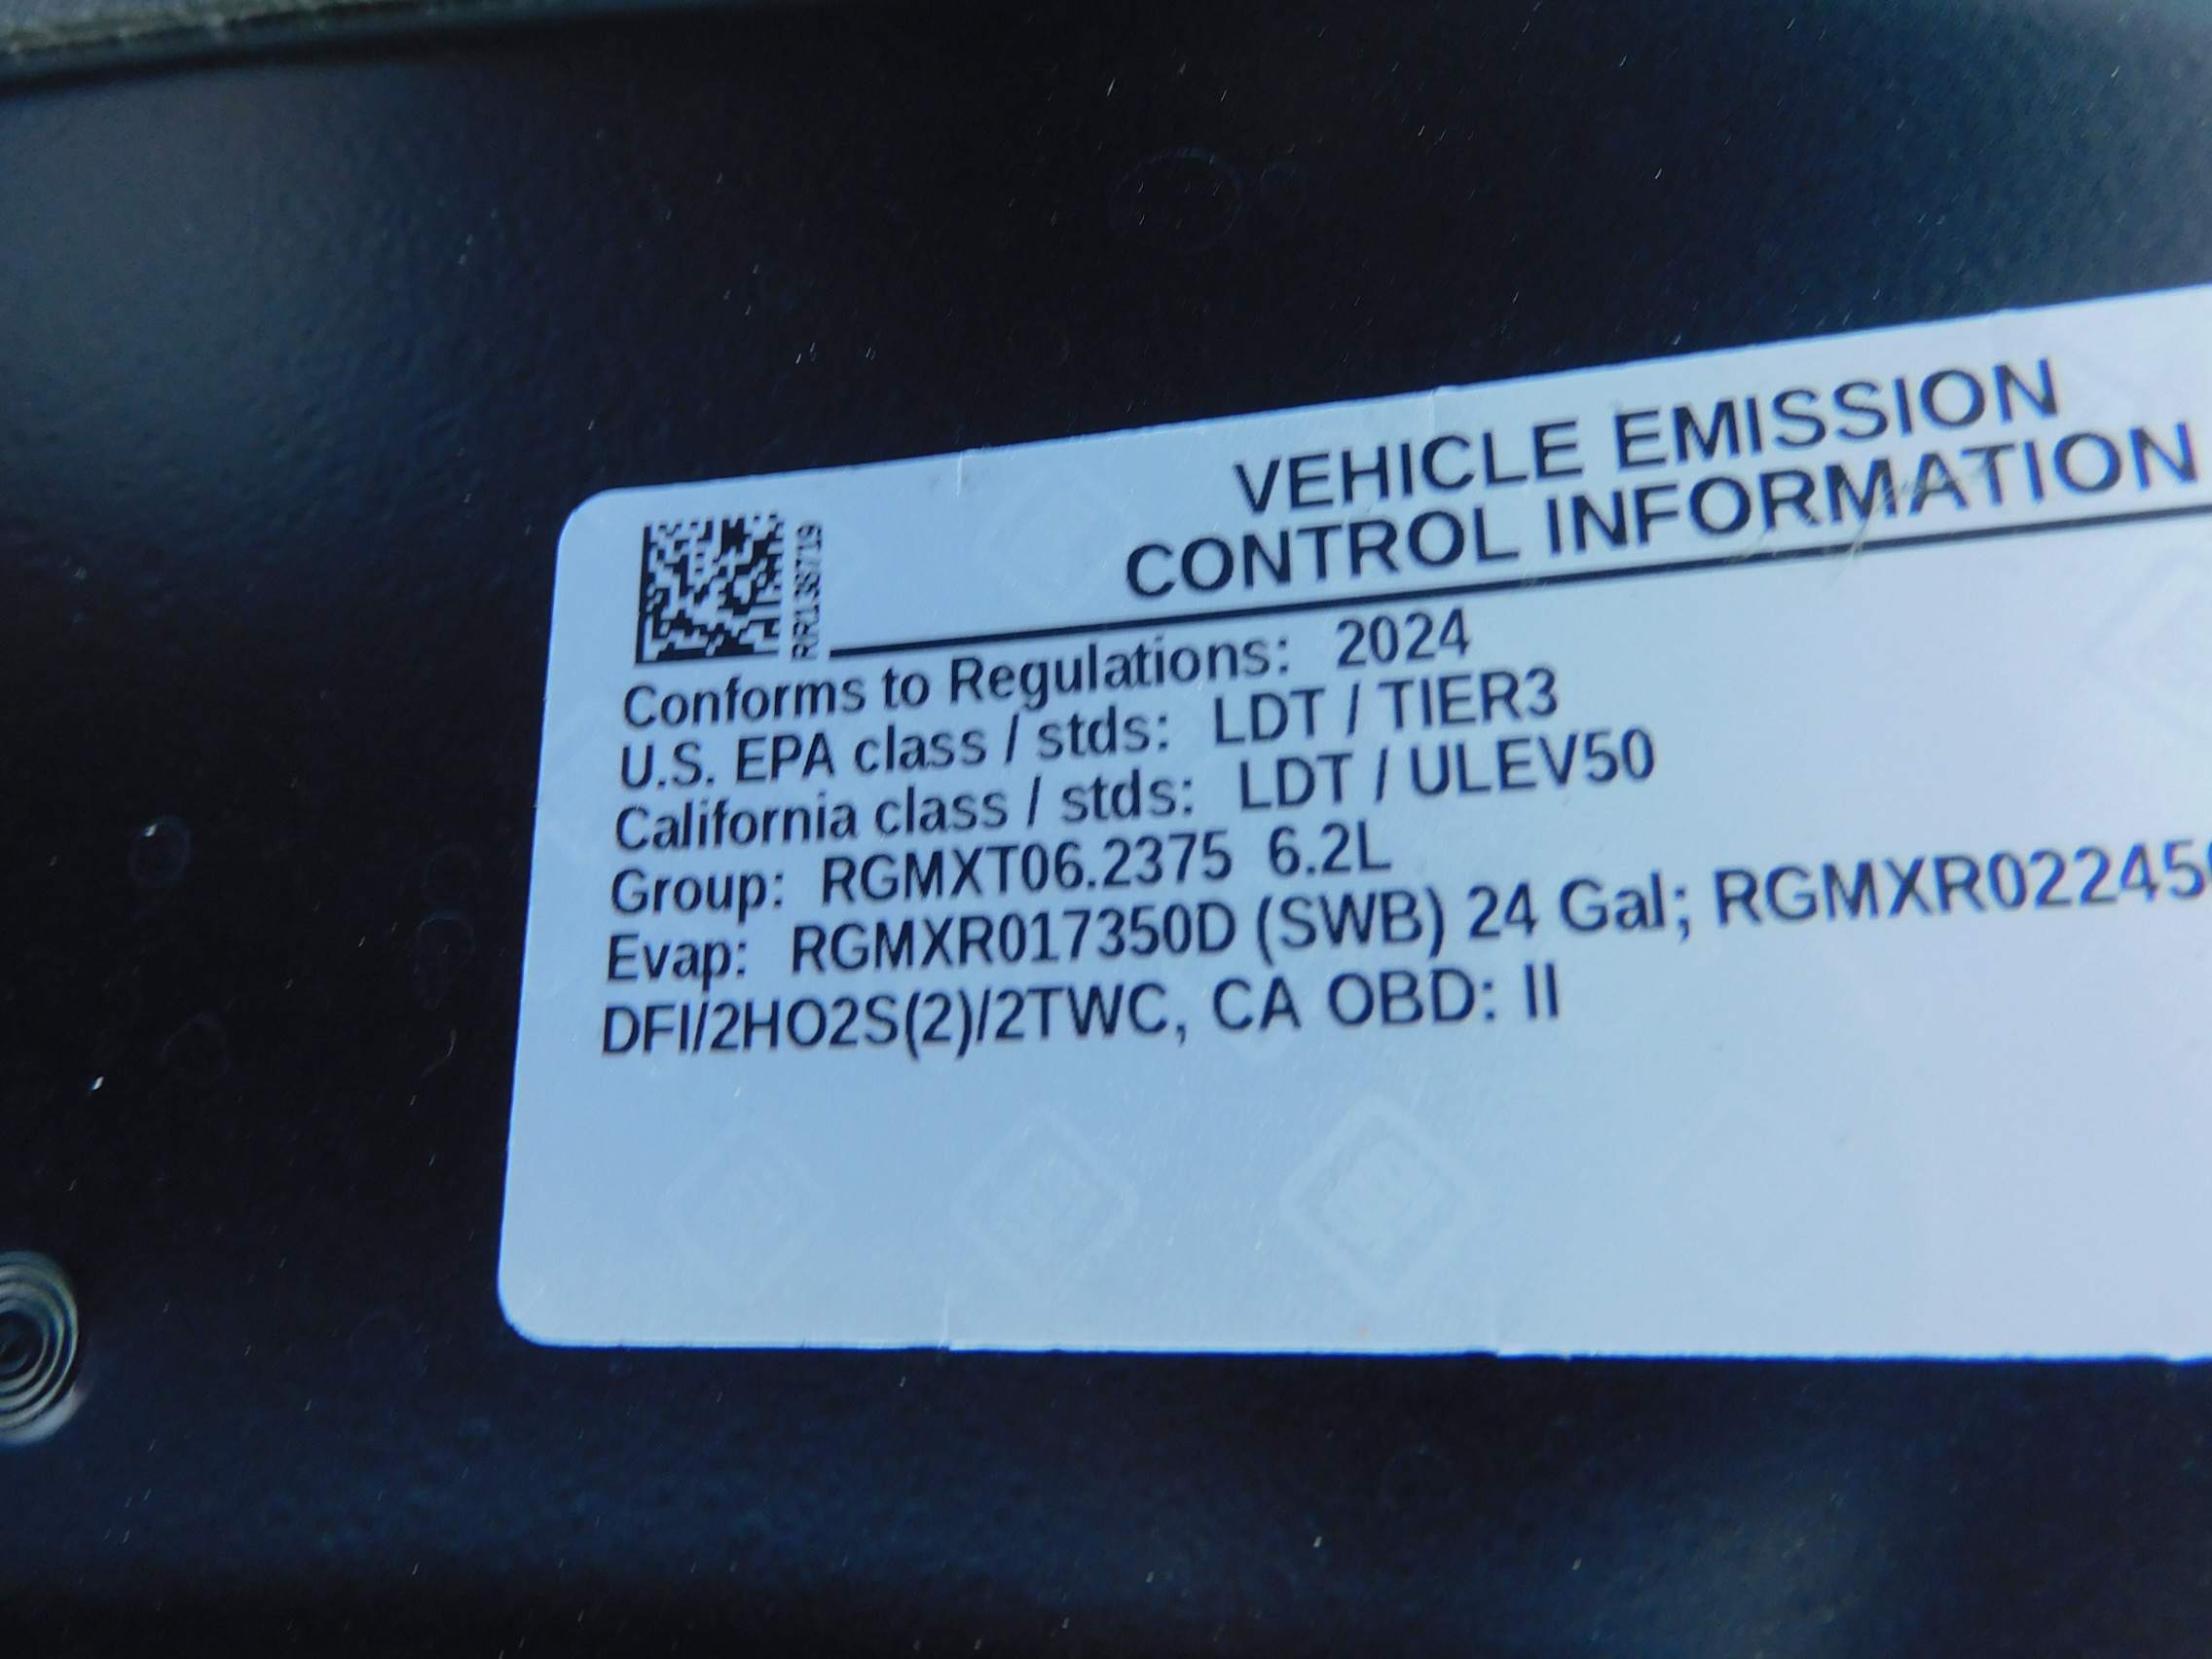 VEHICLE EMISSION
CONTROL INFORMATION
Conforms to Regulations: 2024
U.S. EPA class / stds: LDT / TIER3
California class / stds: LDT / ULEV50
Group: RGMXT06.2375 6.2L
Evap: RGMXR017350D (SWB) 24 Gal;
DFI/2HO2S(2)/2TWC, CA OBD: II